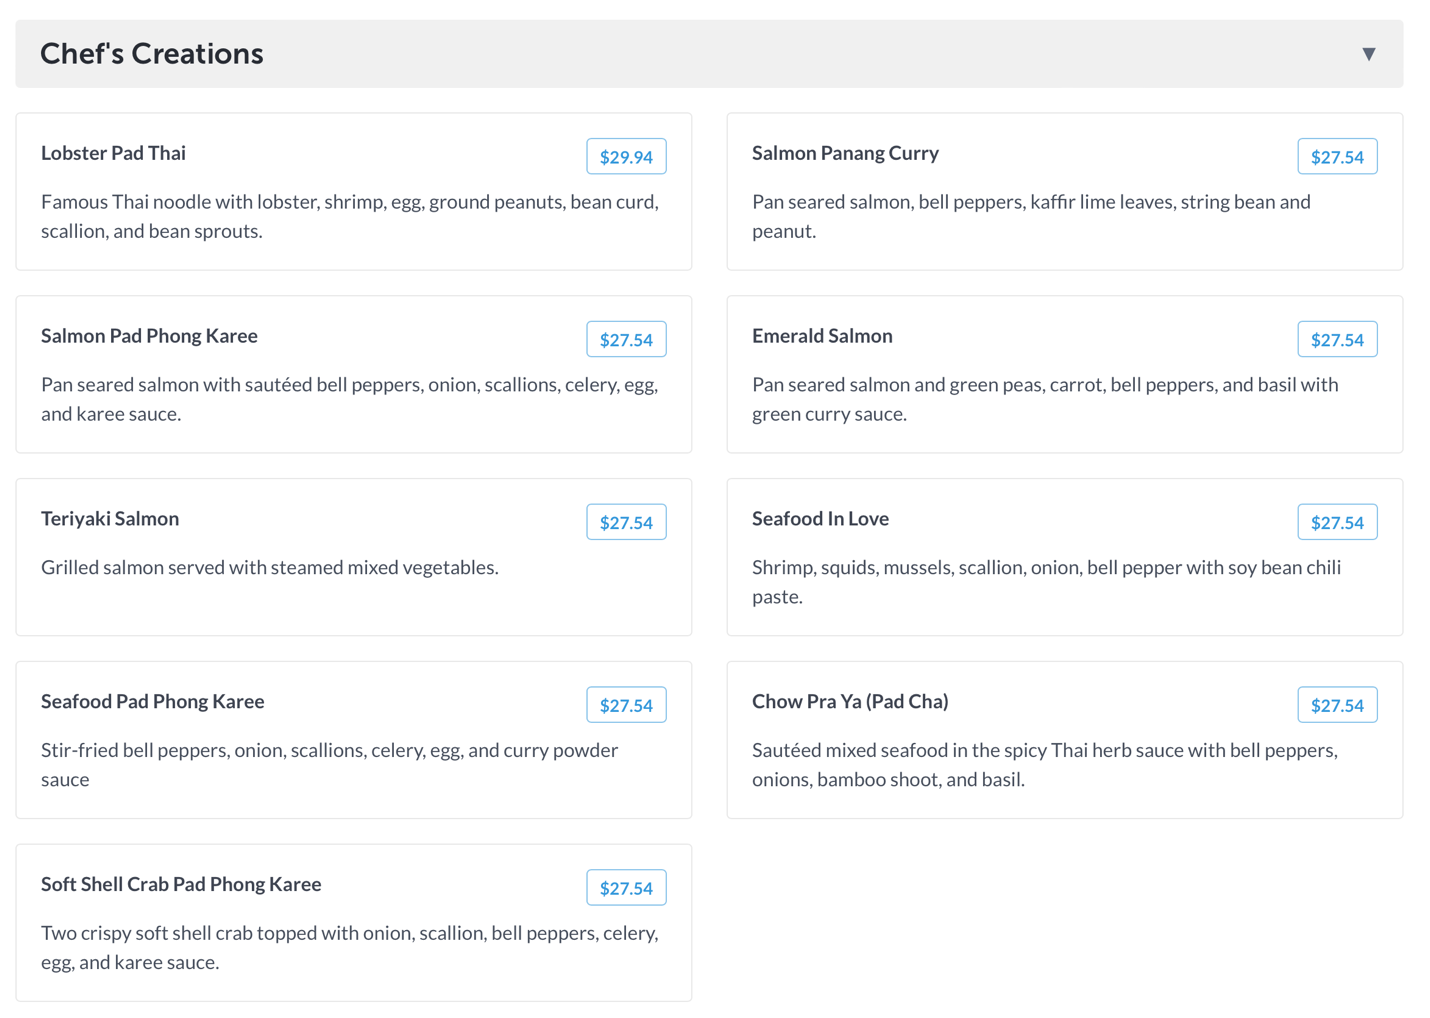 Chef's Creations
Lobster Pad Thai
$29.94
Famous Thai noodle with lobster, shrimp, egg, ground peanuts, bean curd,
scallion, and bean sprouts.
Salmon Panang Curry
$27.54
Pan seared salmon, bell peppers, kaffir lime leaves, string bean and
peanut.
Salmon Pad Phong Karee
$27.54
Pan seared salmon with sautéed bell peppers, onion, scallions, celery, egg,
and karee sauce.
Emerald Salmon
$27.54
Pan seared salmon and green peas, carrot, bell peppers, and basil with
green curry sauce.
Teriyaki Salmon
$27.54
Grilled salmon served with steamed mixed vegetables.
Seafood In Love
$27.54
Shrimp, squids, mussels, scallion, onion, bell pepper with soy bean chili
paste.
Seafood Pad Phong Karee
$27.54
Stir-fried bell peppers, onion, scallions, celery, egg, and curry powder
sauce
Chow Pra Ya (Pad Cha)
$27.54
Sautéed mixed seafood in the spicy Thai herb sauce with bell peppers,
onions, bamboo shoot, and basil.
Soft Shell Crab Pad Phong Karee
$27.54
Two crispy soft shell crab topped with onion, scallion, bell peppers, celery,
egg, and karee sauce.